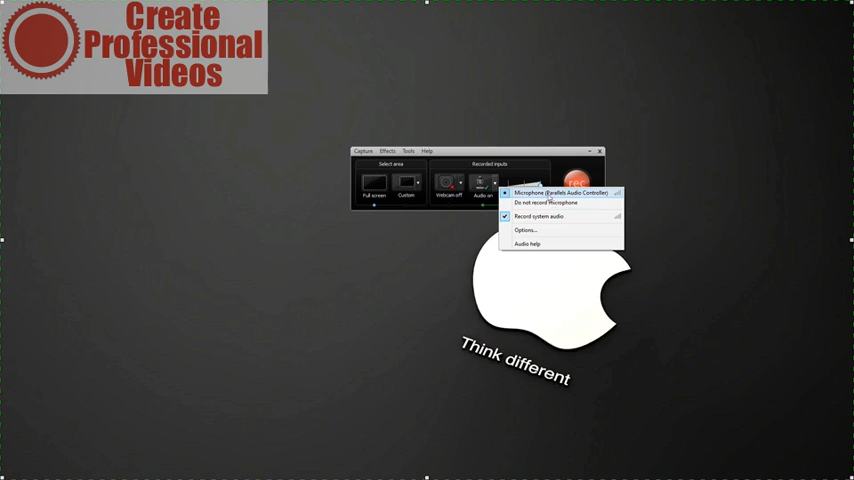 Create
Professional
Videos
Capture Effects Tools Help
Select area
Recorded inputs
Full screen
Custom
Webcam off
Audio on
rec
Microphone (Parallels Audio Controller)
Do not record microphone
Record system audio
Options...
Audio help
Think different